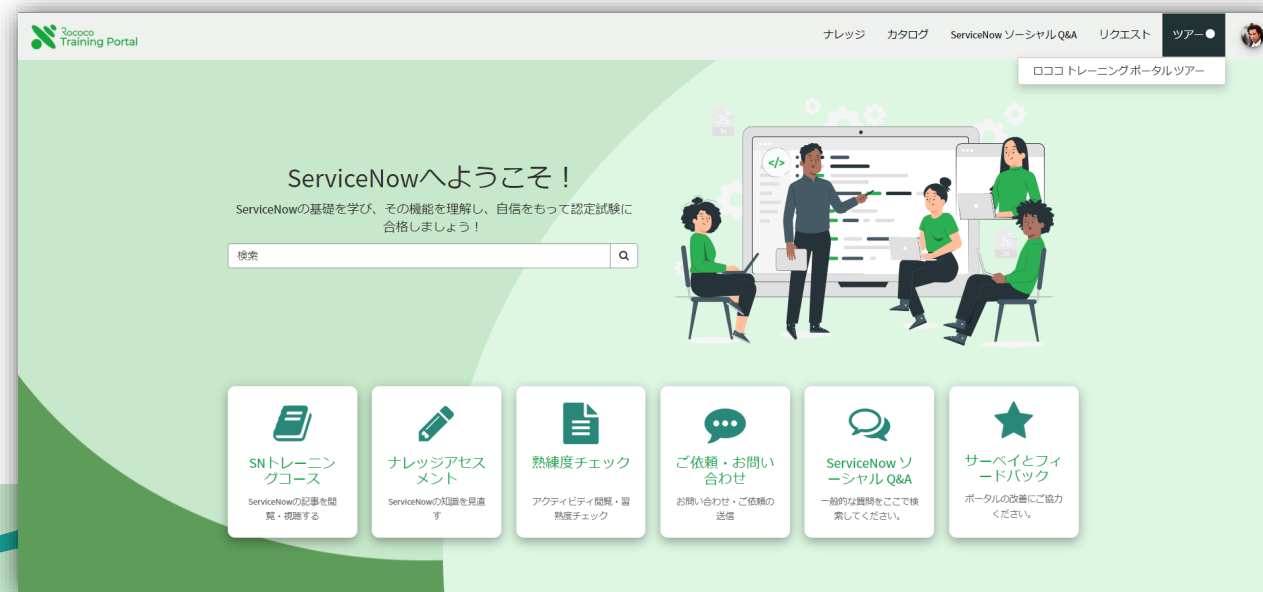 Rococo
Training Portal
ナレッジ カタログ ServiceNow ソーシャル Q&A リクエスト ツアー
ロココ トレーニング ポータル ツアー
ServiceNowへようこそ！
ServiceNowの基礎を学び、その機能を理解し、自信をもって認定試験に
合格しましょう！
検索
</>
SNトレーニン
グコース
ServiceNowの記事を閲
覧・視聴する
ナレッジアセス
メント
ServiceNowの知識を見直
す
熟練度チェック
アクティビティ閲覧・習
熟度チェック
ご依頼・お問い
合わせ
お問い合わせ・ご依頼の
送信
ServiceNow ソ
ーシャル Q&A
一般的な質問をここで検
索してください。
サーベイとフィ
ードバック
ポータルの改善にご協力
ください。